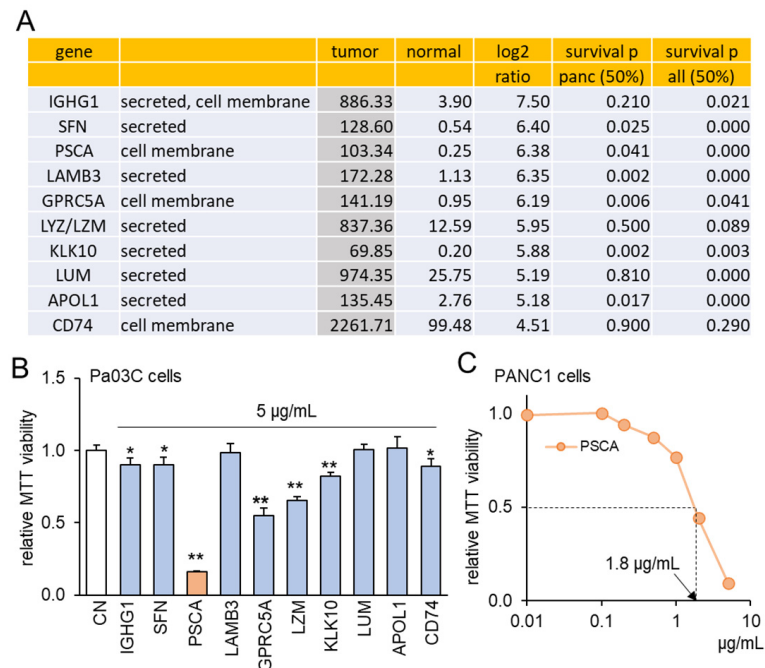 A
gene tumor normal log2 survival p survival p
ratio panc (50%) all (50%)
IGHG1 secreted, cell membrane 886.33 3.90 7.50 0.210 0.021
SFN secreted 128.60 0.54 6.40 0.025 0.000
PSCA cell membrane 103.34 0.25 6.38 0.041 0.000
LAMB3 secreted 172.28 1.13 6.35 0.002 0.000
GPRC5A cell membrane 141.19 0.95 6.19 0.006 0.041
LYZ/LZM secreted 837.36 12.59 5.95 0.500 0.089
KLK10 secreted 69.85 0.20 5.88 0.002 0.003
LUM secreted 974.35 25.75 5.19 0.810 0.000
APOL1 secreted 135.45 2.76 5.18 0.017 0.000
CD74 cell membrane 2261.71 99.48 4.51 0.900 0.290
B
Pa03C cells
5 µg/mL
relative MTT viability
1.5
1.0
0.5
0.0
* * ** ** ** ** *
CN IGHG1 SFN PSCA LAMB3 GPRC5A LZM KLK10 LUM APOL1 CD74
C
PANC1 cells
relative MTT viability
1.0
0.5
0.0
PSCA
1.8 µg/mL
0.01 0.1 1 10
µg/mL